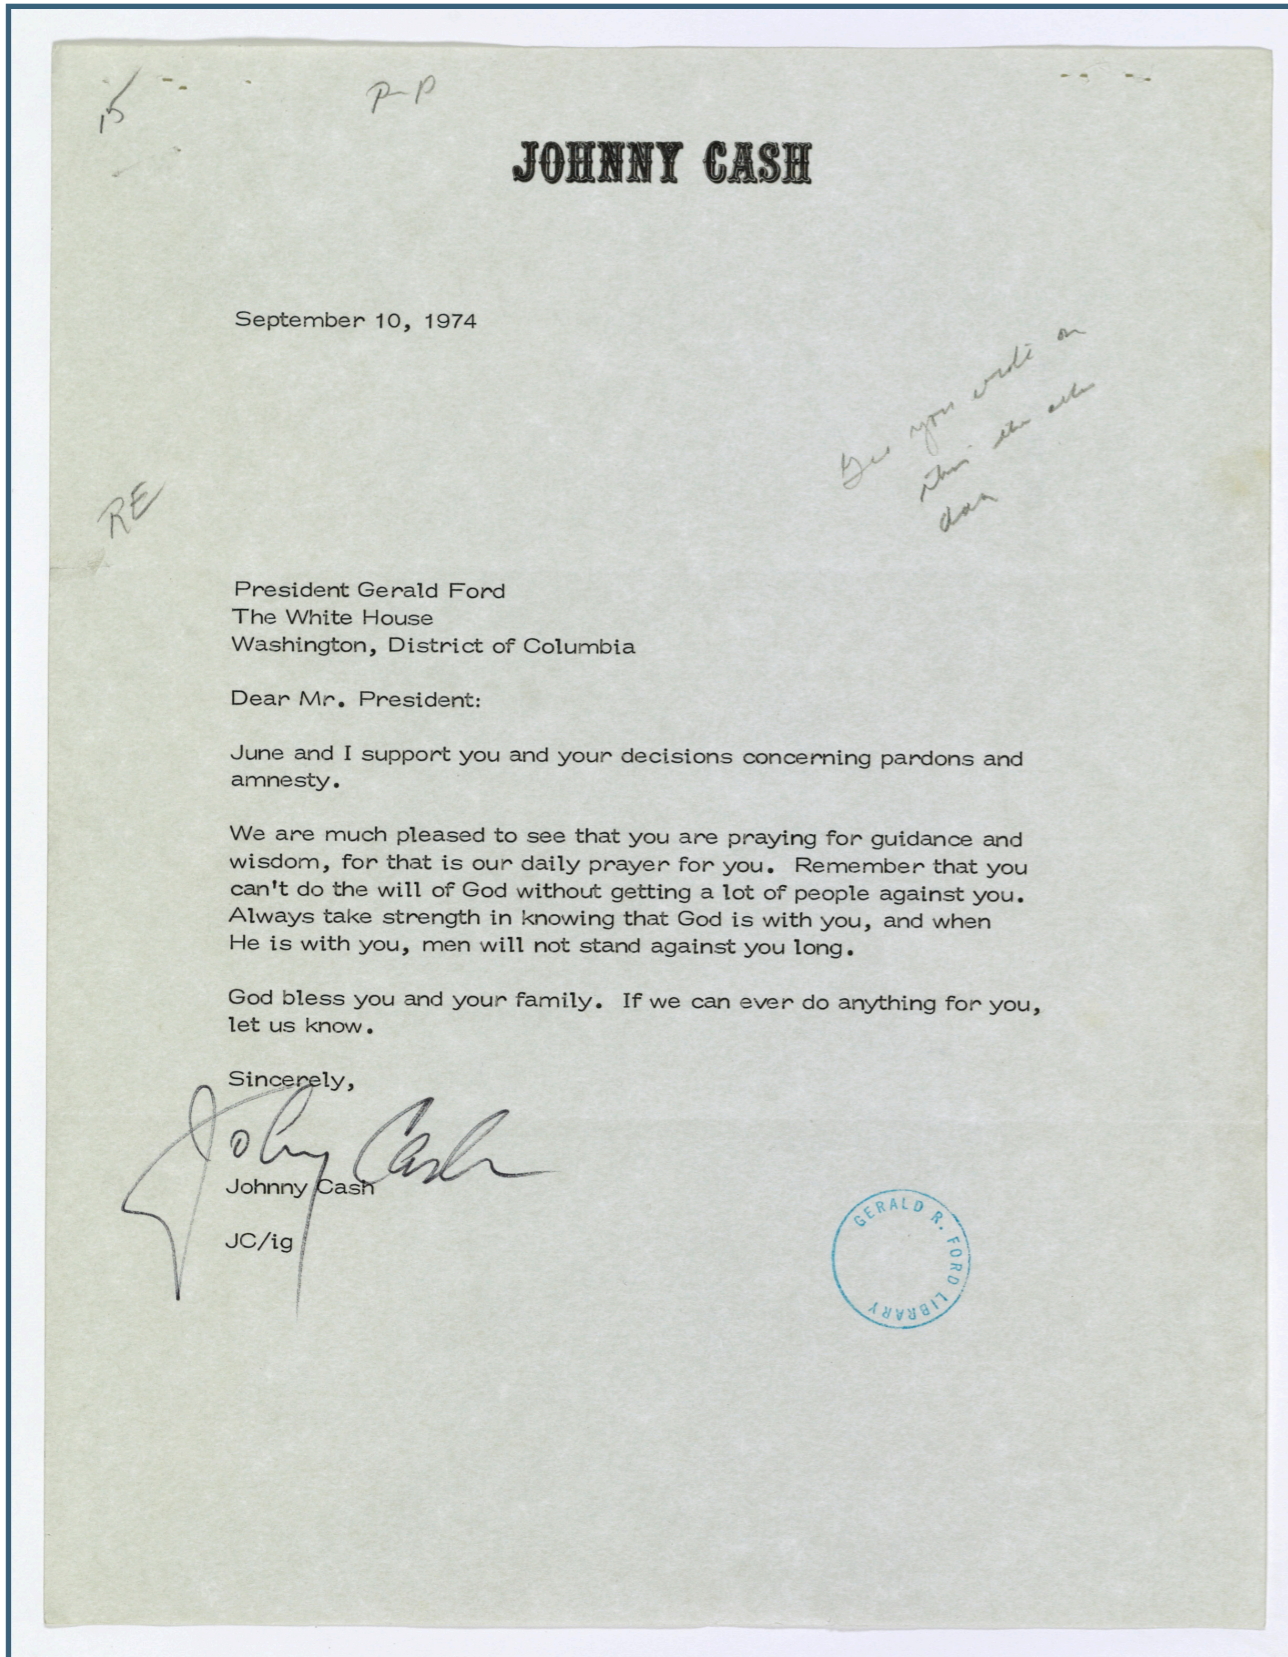 15
P-P
JOHNNY CASH
September 10, 1974
you wrote on
the other
RE
President Gerald Ford
The White House
Washington, District of Columbia
Dear Mr. President:
June and I support you and your decisions concerning pardons and
amnesty.
We are much pleased to see that you are praying for guidance and
wisdom, for that is our daily prayer for you. Remember that you
can't do the will of God without getting a lot of people against you.
Always take strength in knowing that God is with you, and when
He is with you, men will not stand against you long.
God bless you and your family. If we can ever do anything for you,
let us know.
Sincerely,
Johnny Cash
Johnny Cash
JC/ig
GERALD R. FORD LIBRARY